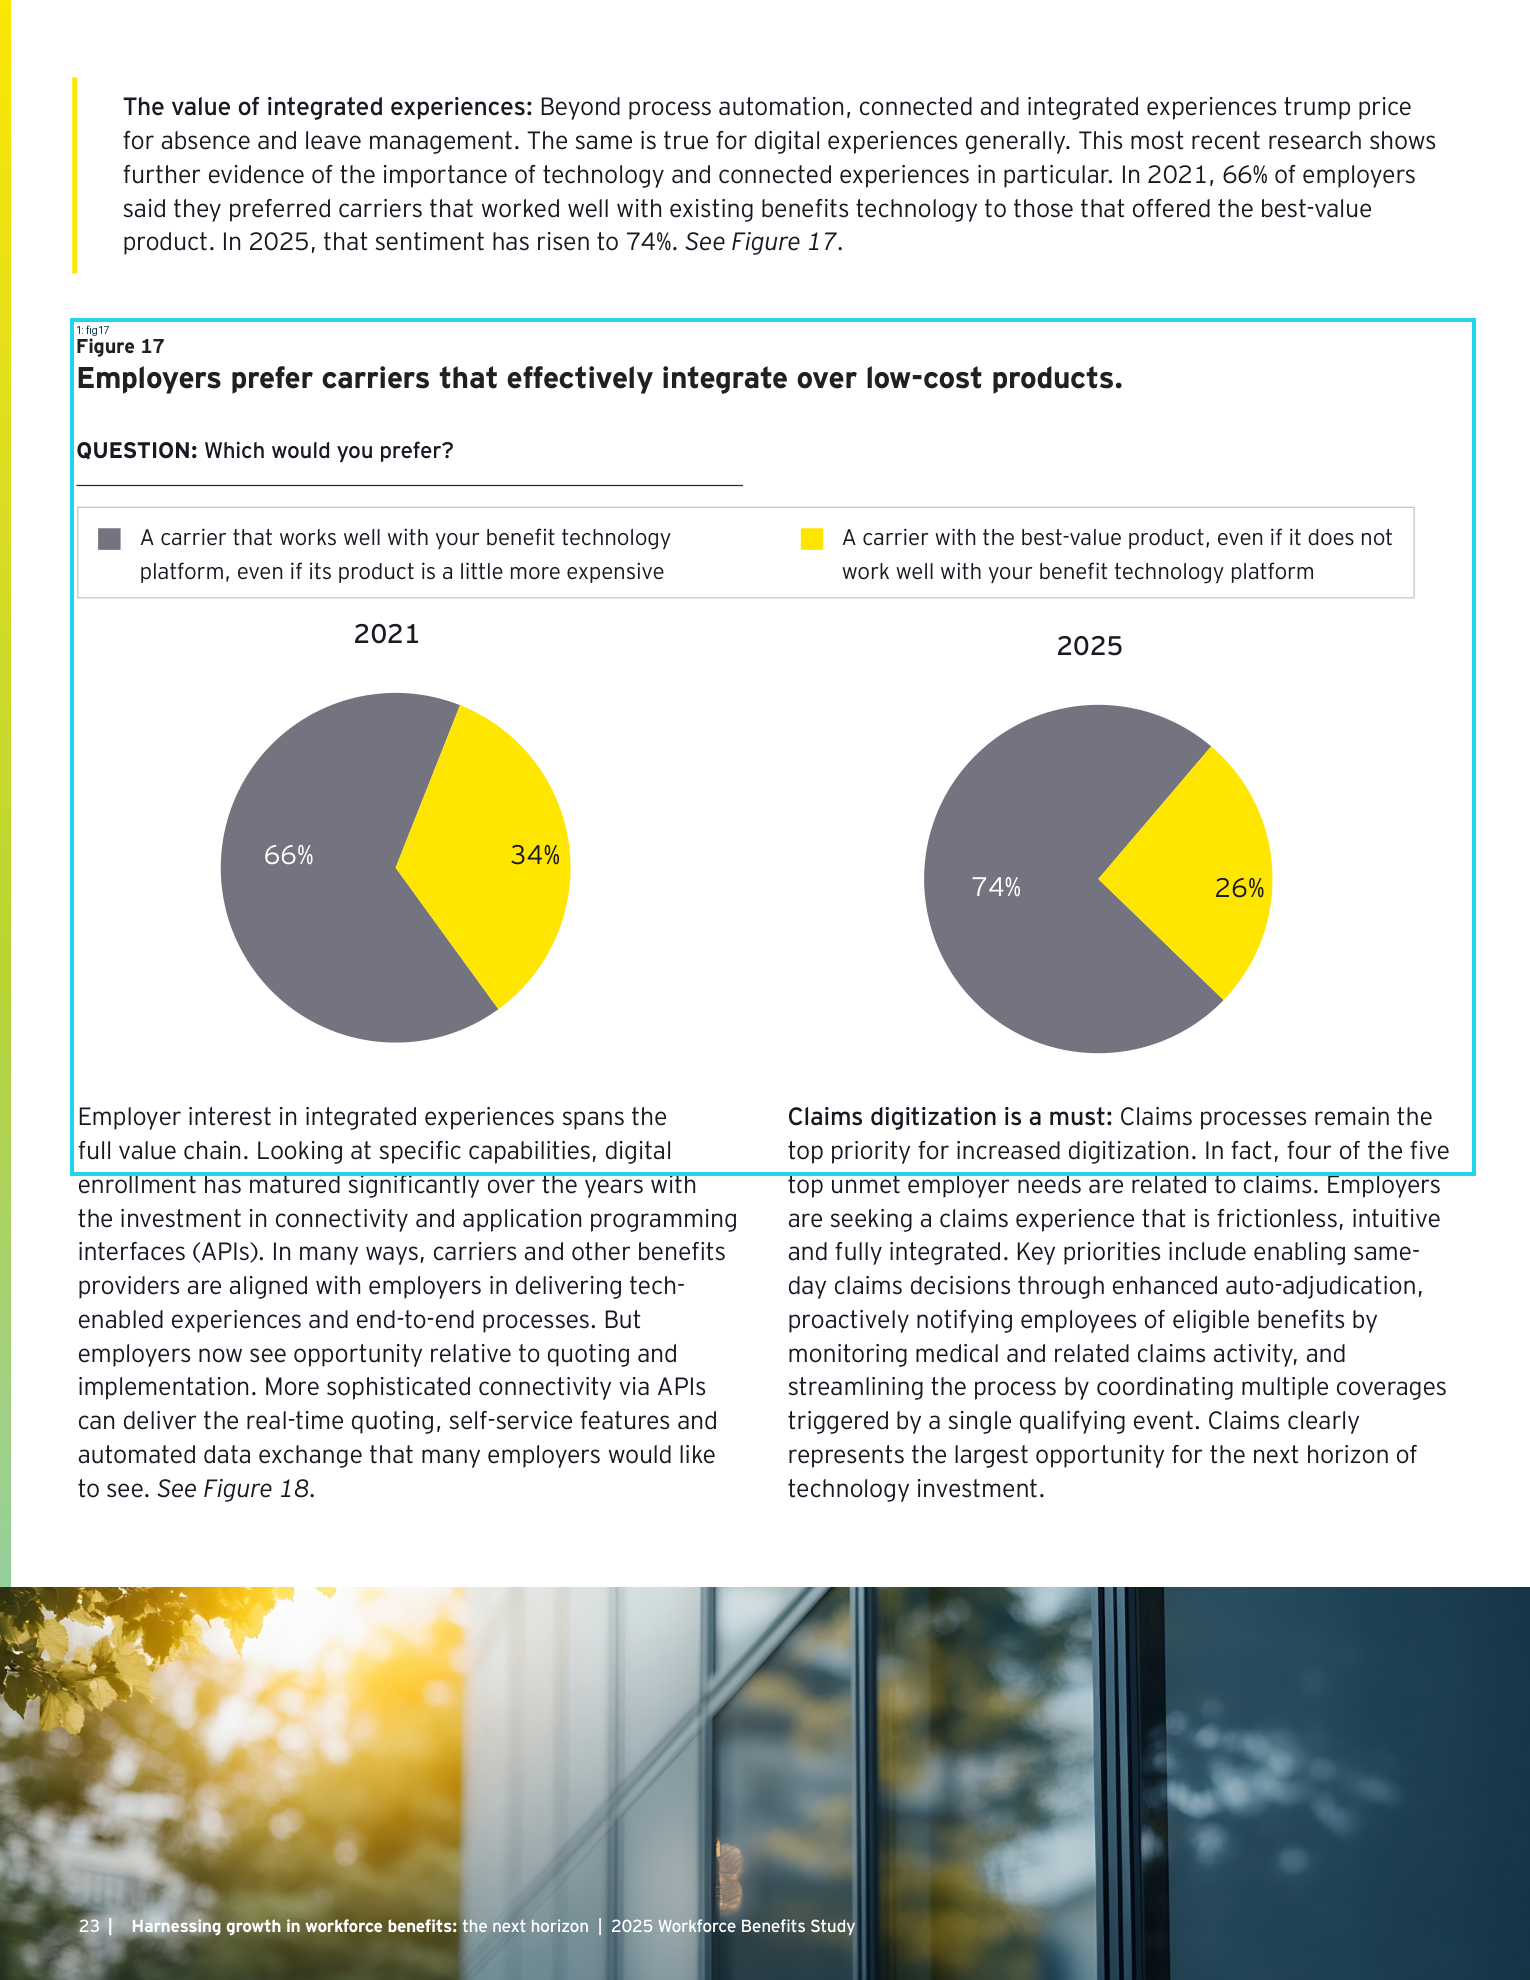 The value of integrated experiences: Beyond process automation, connected and integrated experiences trump price
for absence and leave management. The same is true for digital experiences generally. This most recent research shows
further evidence of the importance of technology and connected experiences in particular. In 2021, 66% of employers
said they preferred carriers that worked well with existing benefits technology to those that offered the best-value
product. In 2025, that sentiment has risen to 74%. See Figure 17.
1: fig17
Figure 17
Employers prefer carriers that effectively integrate over low-cost products.
QUESTION: Which would you prefer?
A carrier that works well with your benefit technology
platform, even if its product is a little more expensive
A carrier with the best-value product, even if it does not
work well with your benefit technology platform
2021
66%
34%
2025
74%
26%
Employer interest in integrated experiences spans the
full value chain. Looking at specific capabilities, digital
enrollment has matured significantly over the years with
the investment in connectivity and application programming
interfaces (APIs). In many ways, carriers and other benefits
providers are aligned with employers in delivering tech-
enabled experiences and end-to-end processes. But
employers now see opportunity relative to quoting and
implementation. More sophisticated connectivity via APIs
can deliver the real-time quoting, self-service features and
automated data exchange that many employers would like
to see. See Figure 18.
Claims digitization is a must: Claims processes remain the
top priority for increased digitization. In fact, four of the five
top unmet employer needs are related to claims. Employers
are seeking a claims experience that is frictionless, intuitive
and fully integrated. Key priorities include enabling same-
day claims decisions through enhanced auto-adjudication,
proactively notifying employees of eligible benefits by
monitoring medical and related claims activity, and
streamlining the process by coordinating multiple coverages
triggered by a single qualifying event. Claims clearly
represents the largest opportunity for the next horizon of
technology investment.
23 | Harnessing growth in workforce benefits: the next horizon | 2025 Workforce Benefits Study